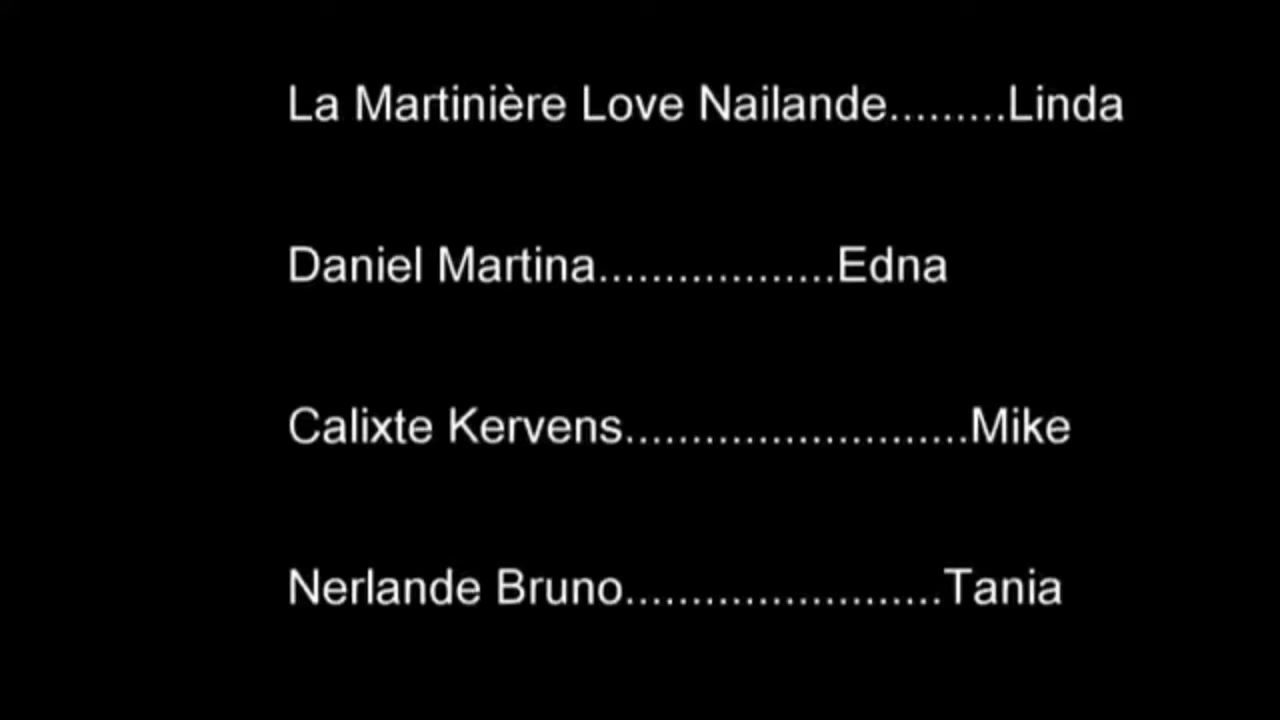 La Martinière Love Nailande.........Linda
Daniel Martina..................Edna
Calixte Kervens..........................Mike
Nerlande Bruno........................Tania